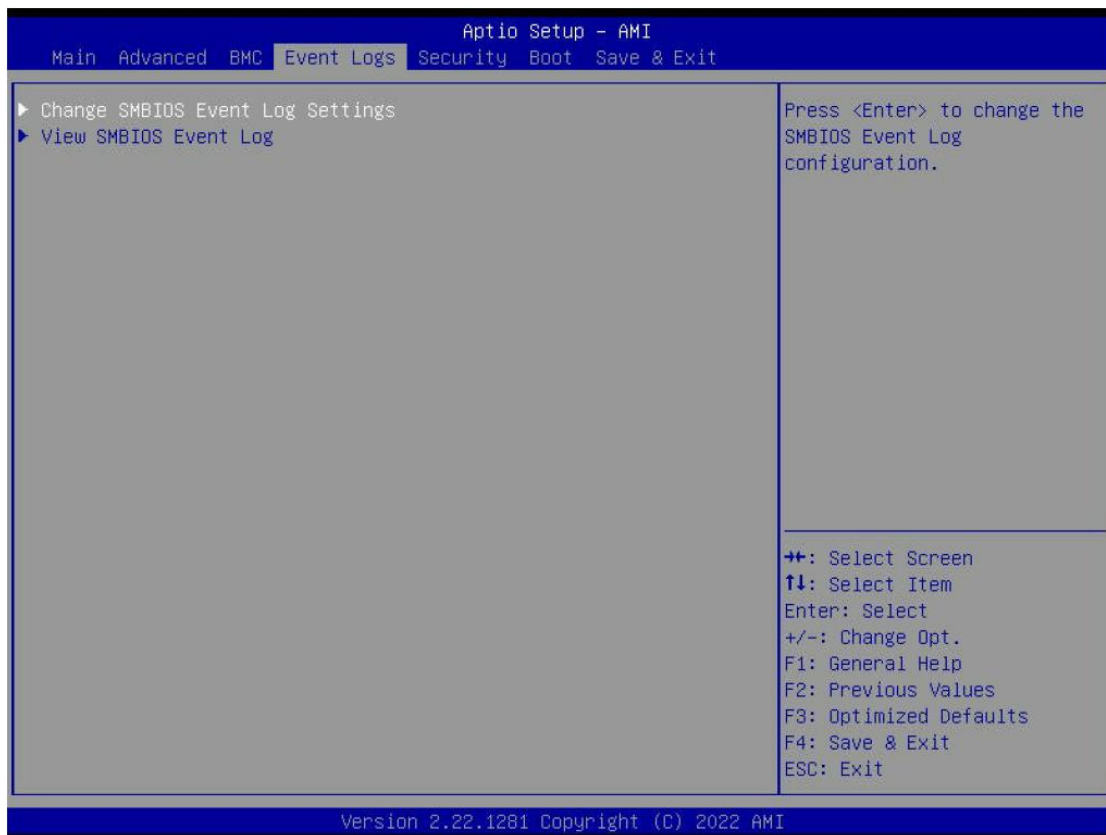 Aptio Setup – AMI
Main Advanced BMC Event Logs Security Boot Save & Exit
▶ Change SMBIOS Event Log Settings
▶ View SMBIOS Event Log
Press <Enter> to change the
SMBIOS Event Log
configuration.
→←: Select Screen
↑↓: Select Item
Enter: Select
+/-: Change Opt.
F1: General Help
F2: Previous Values
F3: Optimized Defaults
F4: Save & Exit
ESC: Exit
Version 2.22.1281 Copyright (C) 2022 AMI